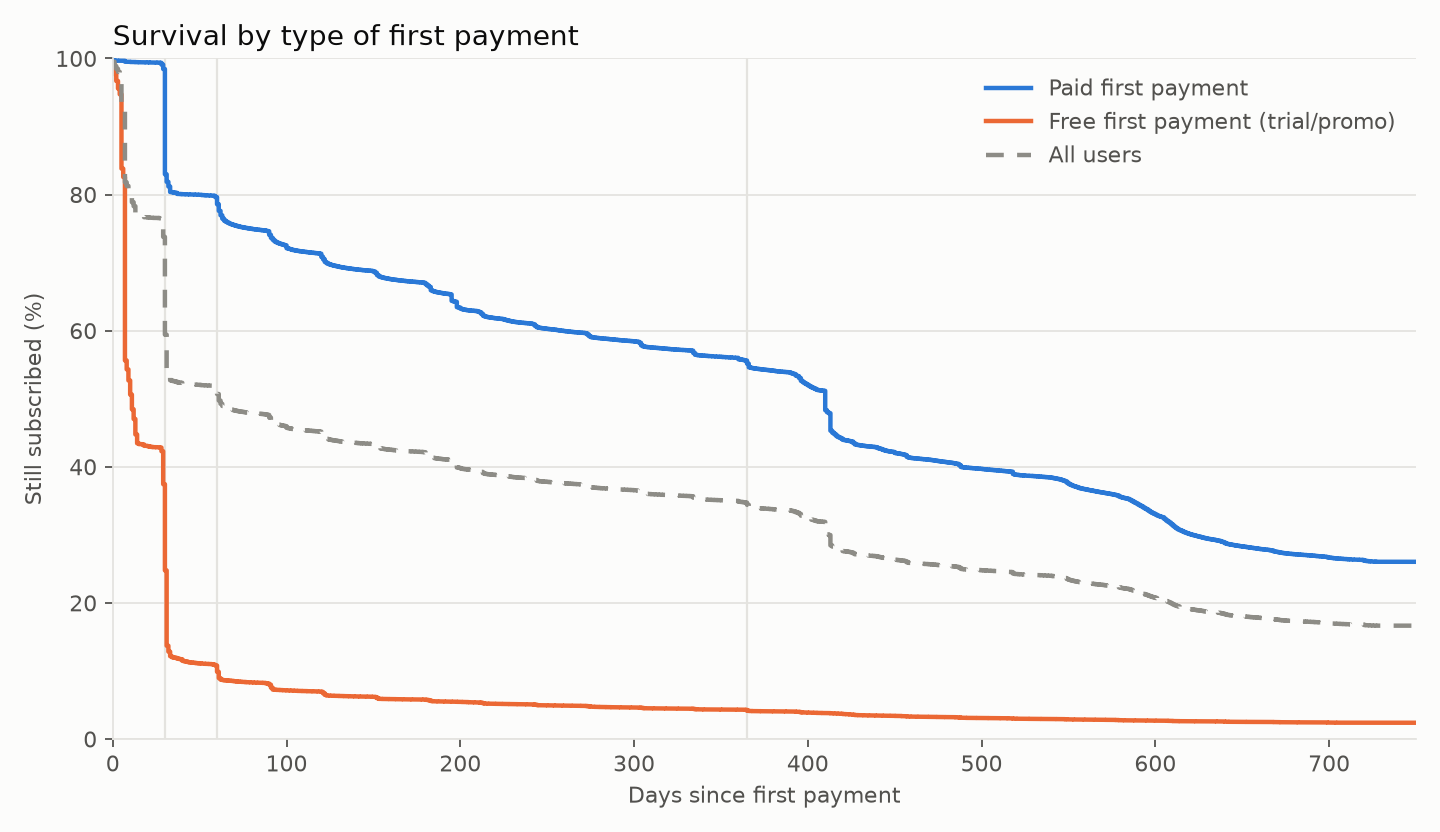 Survival by type of first payment
Paid first payment
Free first payment (trial/promo)
All users
Still subscribed (%)
100
80
60
40
20
0
0 100 200 300 400 500 600 700
Days since first payment